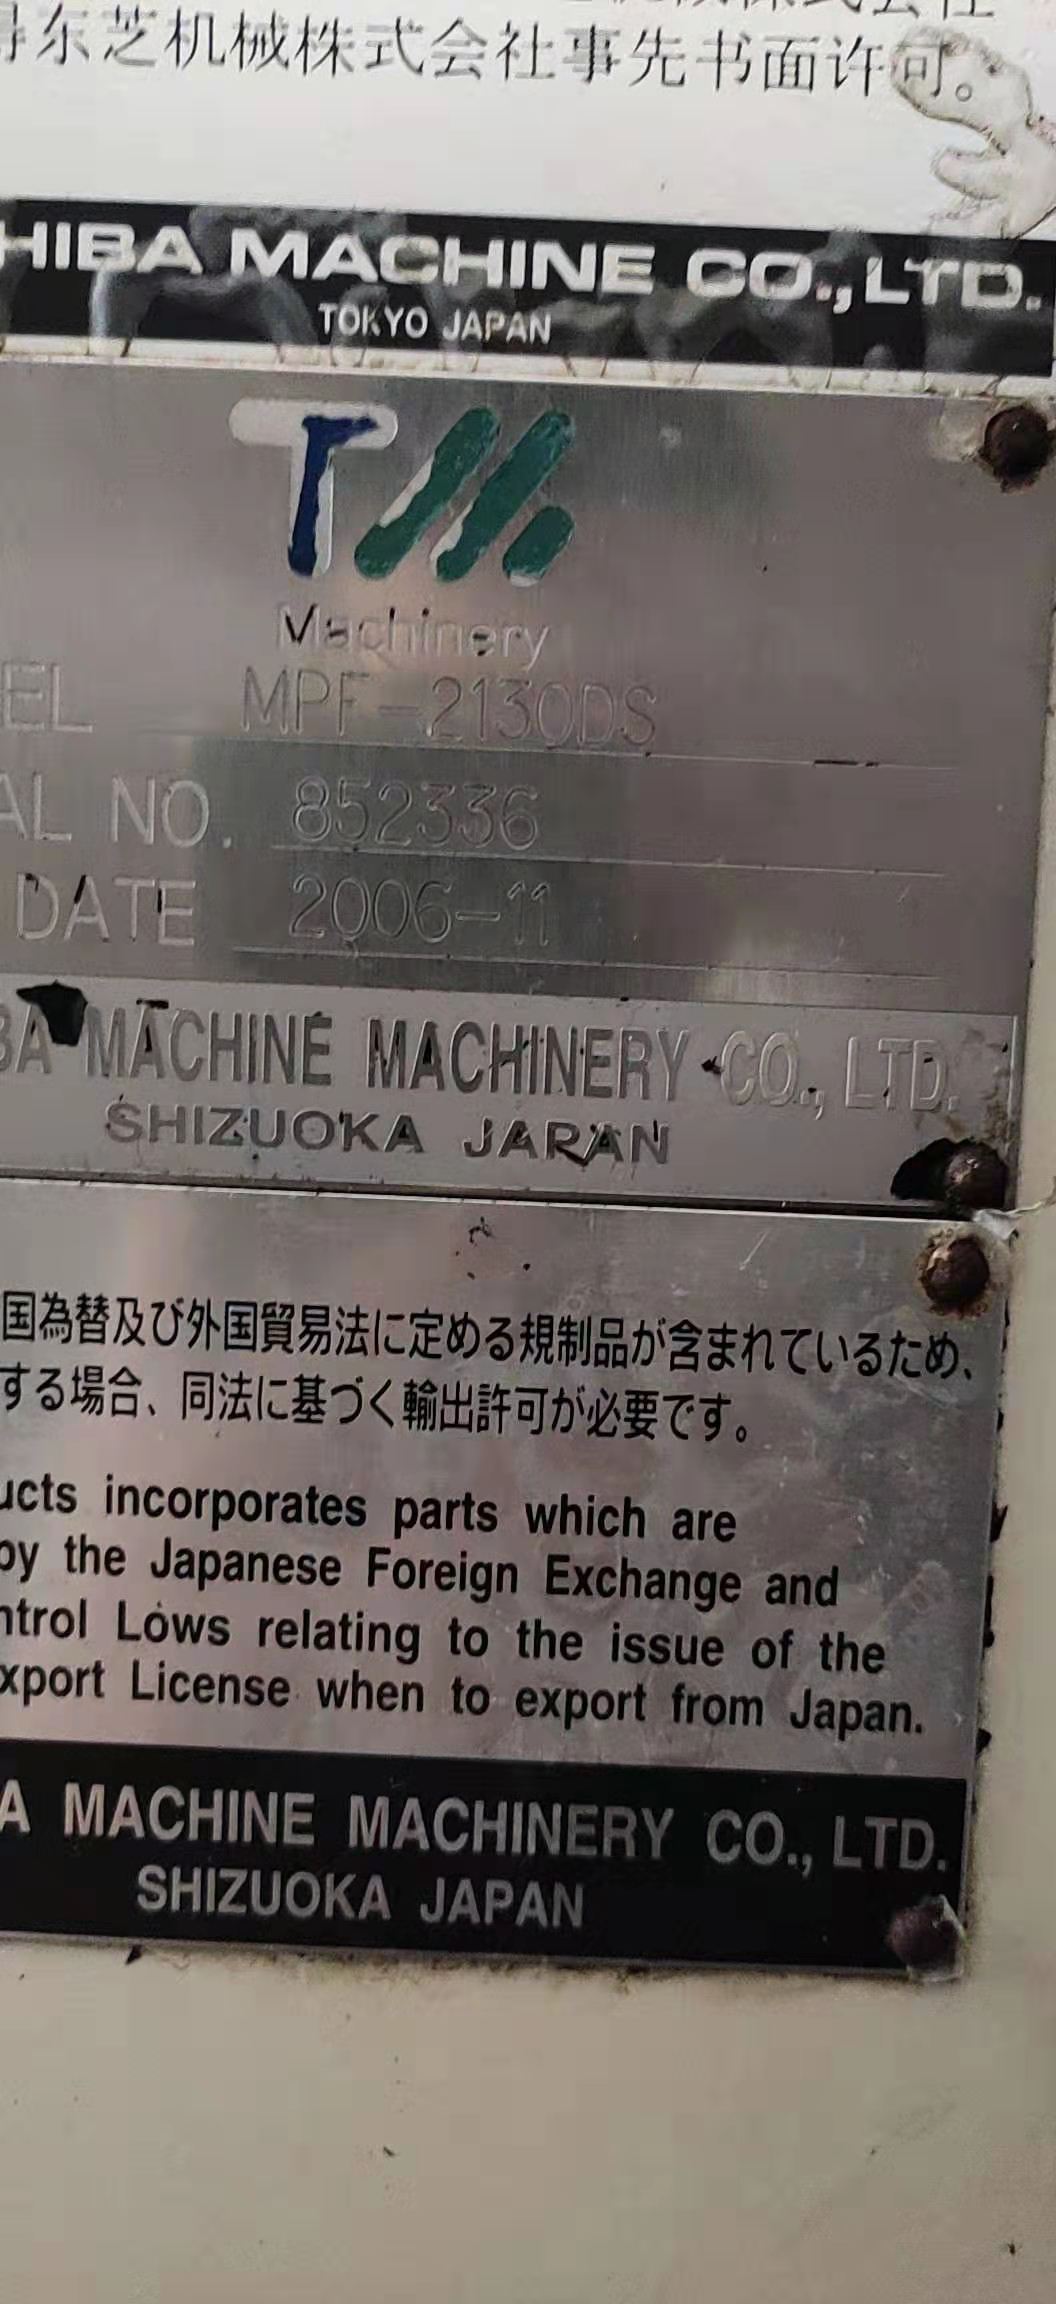 东芝机械株式会社事先书面许可。
HIBA MACHINE CO.,LTD.
TOKYO JAPAN
TM
Machinery
EL MPF-2130DS
AL NO. 852336
DATE 2006-11
BA MACHINE MACHINERY CO., LTD.
SHIZUOKA JAPAN
国為替及び外国貿易法に定める規制品が含まれているため、
する場合、同法に基づく輸出許可が必要です。
ucts incorporates parts which are
by the Japanese Foreign Exchange and
ntrol Lows relating to the issue of the
xport License when to export from Japan.
A MACHINE MACHINERY CO., LTD.
SHIZUOKA JAPAN